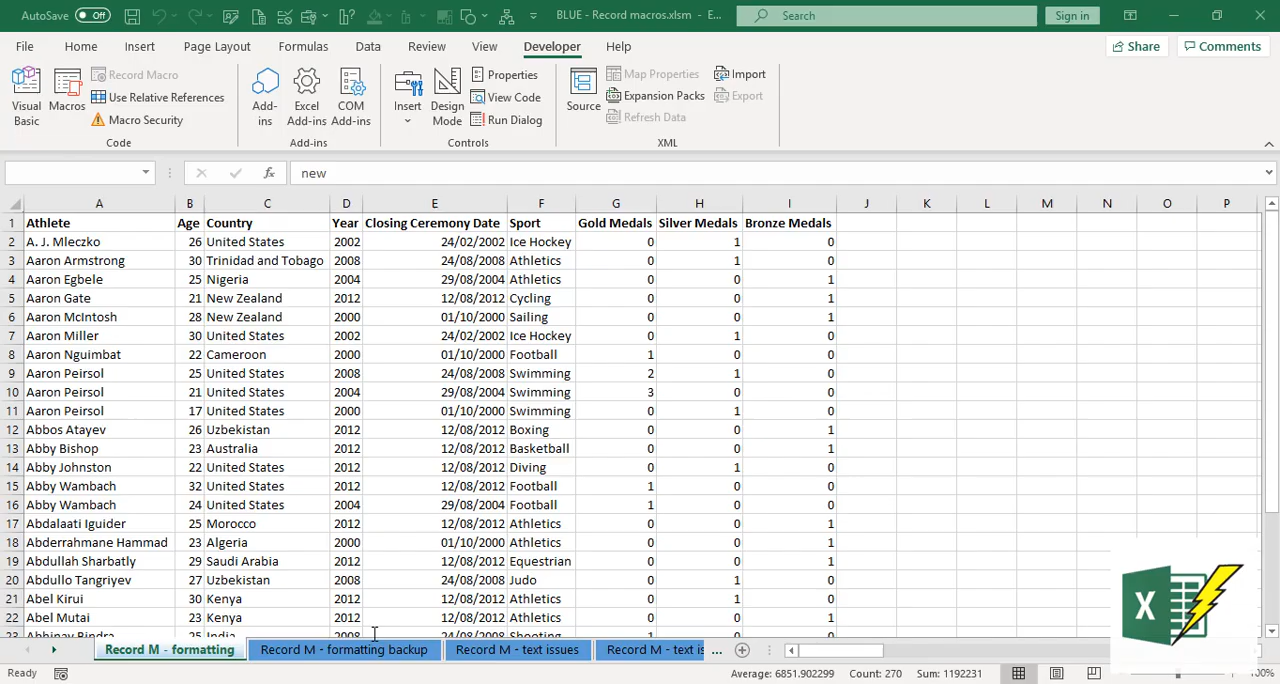 AutoSave Off BLUE - Record macros.xlsm - E... Search Sign in
File Home Insert Page Layout Formulas Data Review View Developer Help Share Comments
Visual Basic Macros Record Macro Use Relative References Macro Security
Add-ins Excel Add-ins COM Add-ins
Insert Design Mode Properties View Code Run Dialog
Source Map Properties Expansion Packs Refresh Data Import Export
Code Add-ins Controls XML
fx new
A B C D E F G H I J K L M N O P
1 Athlete Age Country Year Closing Ceremony Date Sport Gold Medals Silver Medals Bronze Medals
2 A. J. Mleczko 26 United States 2002 24/02/2002 Ice Hockey 0 1 0
3 Aaron Armstrong 30 Trinidad and Tobago 2008 24/08/2008 Athletics 0 1 0
4 Aaron Egbele 25 Nigeria 2004 29/08/2004 Athletics 0 0 1
5 Aaron Gate 21 New Zealand 2012 12/08/2012 Cycling 0 0 1
6 Aaron McIntosh 28 New Zealand 2000 01/10/2000 Sailing 0 0 1
7 Aaron Miller 30 United States 2002 24/02/2002 Ice Hockey 0 1 0
8 Aaron Nguimbat 22 Cameroon 2000 01/10/2000 Football 1 0 0
9 Aaron Peirsol 25 United States 2008 24/08/2008 Swimming 2 1 0
10 Aaron Peirsol 21 United States 2004 29/08/2004 Swimming 3 0 0
11 Aaron Peirsol 17 United States 2000 01/10/2000 Swimming 0 1 0
12 Abbos Atayev 26 Uzbekistan 2012 12/08/2012 Boxing 0 0 1
13 Abby Bishop 23 Australia 2012 12/08/2012 Basketball 0 0 1
14 Abby Johnston 22 United States 2012 12/08/2012 Diving 0 1 0
15 Abby Wambach 32 United States 2012 12/08/2012 Football 1 0 0
16 Abby Wambach 24 United States 2004 29/08/2004 Football 1 0 0
17 Abdalaati Iguider 25 Morocco 2012 12/08/2012 Athletics 0 0 1
18 Abderrahmane Hammad 23 Algeria 2000 01/10/2000 Athletics 0 0 1
19 Abdullah Sharbatly 29 Saudi Arabia 2012 12/08/2012 Equestrian 0 0 1
20 Abdullo Tangriyev 27 Uzbekistan 2008 24/08/2008 Judo 0 1 0
21 Abel Kirui 30 Kenya 2012 12/08/2012 Athletics 0 1 0
22 Abel Mutai 23 Kenya 2012 12/08/2012 Athletics 0 0 1
23 Abhinav Bindra 25 India 2008 24/08/2008 Shooting 1 0 0
Record M - formatting Record M - formatting backup Record M - text issues Record M - text is ...
Ready Average: 6851.902299 Count: 270 Sum: 1192231 100%
X